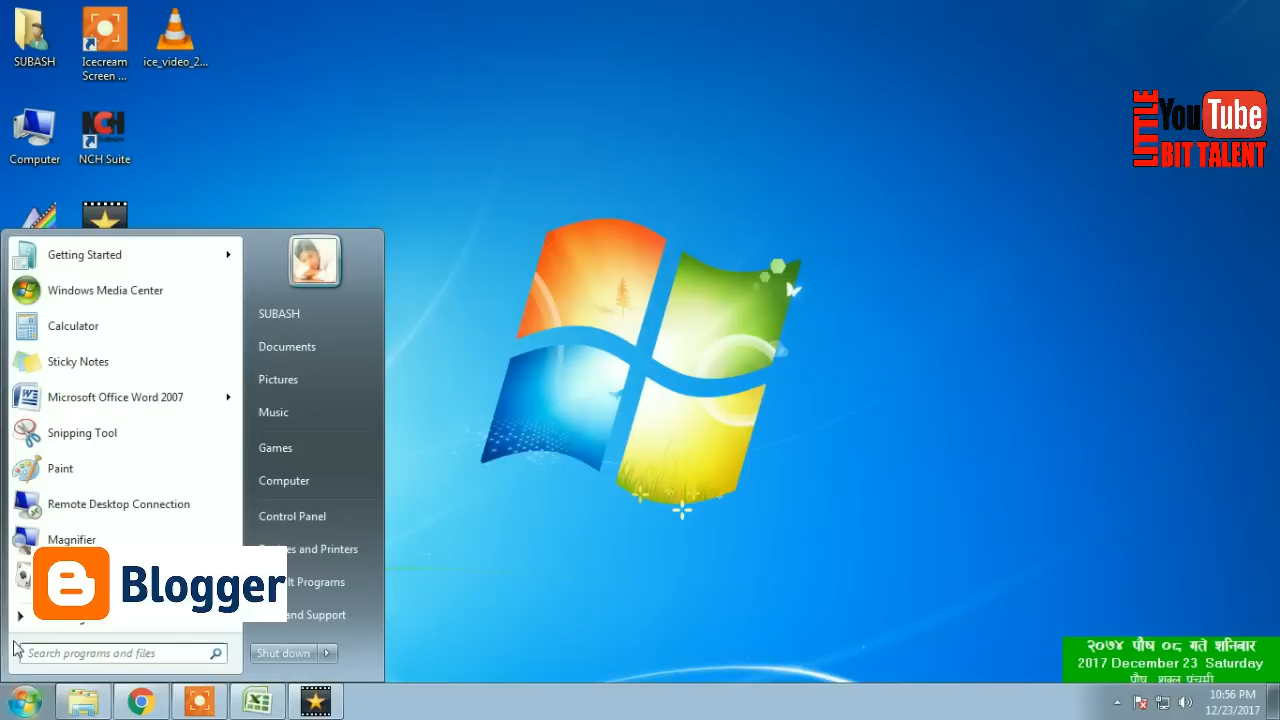 SUBASH
Icecream
Screen ...
ice_video_2...
Computer
NCH
NCH Suite
LITTLE
YouTube
BIT TALENT
Getting Started
Windows Media Center
Calculator
Sticky Notes
Microsoft Office Word 2007
Snipping Tool
Paint
Remote Desktop Connection
Magnifier
Search programs and files
SUBASH
Documents
Pictures
Music
Games
Computer
Control Panel
and Printers
Programs
and Support
Shut down
Blogger
२०७४ पौष ०८ गते शनिबार
2017 December 23 Saturday
पौष शुक्ल पंचमी
10:56 PM
12/23/2017